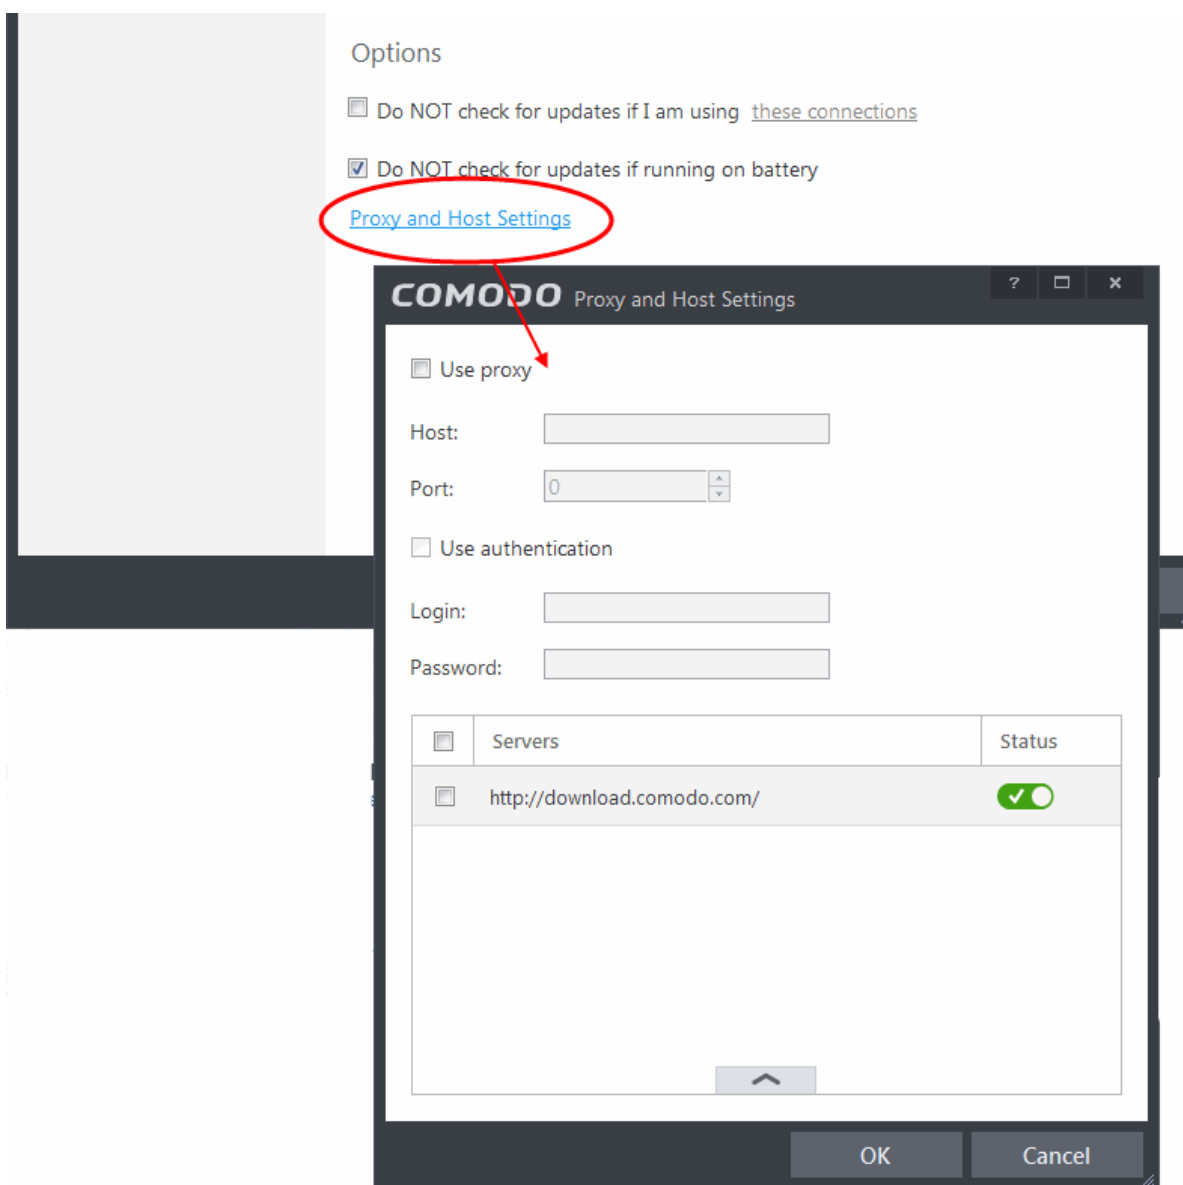 Options
Do NOT check for updates if I am using these connections
Do NOT check for updates if running on battery
Proxy and Host Settings
COMODO Proxy and Host Settings ?
Use proxy
Host:
Port: 0
Use authentication
Login:
Password:
Servers Status
http://download.comodo.com/
OK Cancel